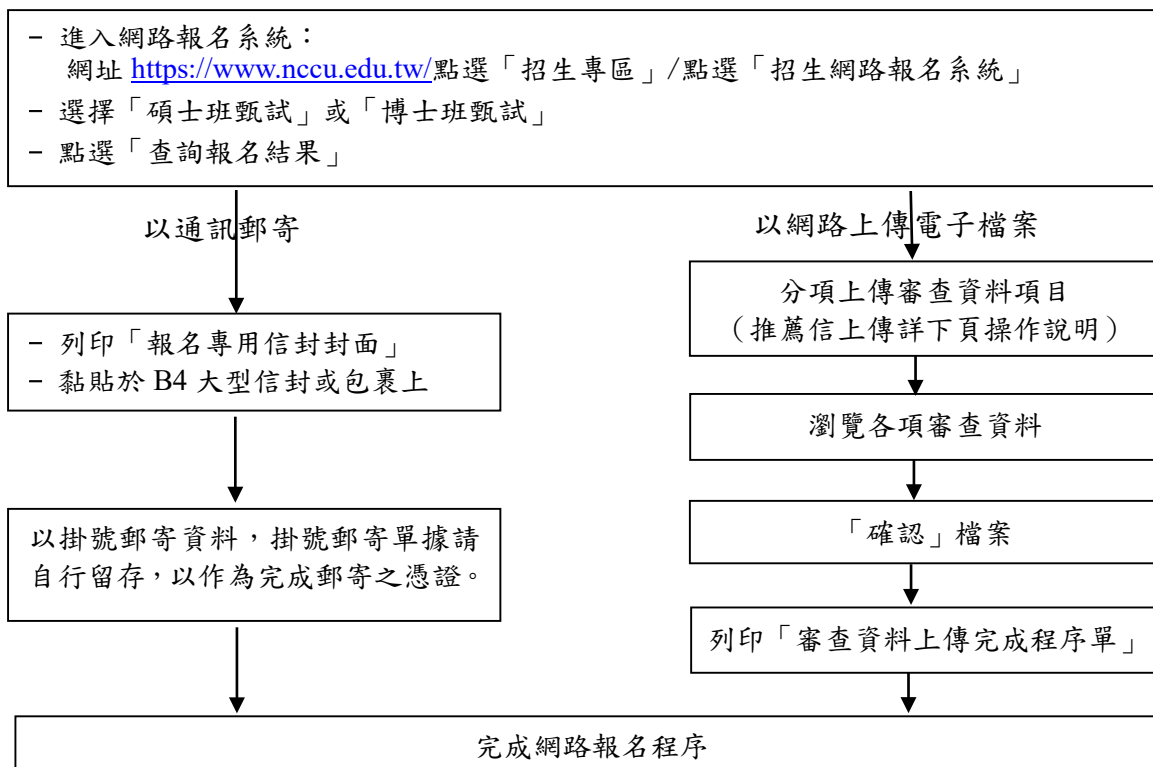 – 進入網路報名系統：
網址 https://www.nccu.edu.tw/點選「招生專區」/點選「招生網路報名系統」
– 選擇「碩士班甄試」或「博士班甄試」
– 點選「查詢報名結果」
以通訊郵寄
– 列印「報名專用信封封面」
– 黏貼於 B4 大型信封或包裹上
以掛號郵寄資料，掛號郵寄單據請
自行留存，以作為完成郵寄之憑證。
以網路上傳電子檔案
分項上傳審查資料項目
（推薦信上傳詳下頁操作說明）
瀏覽各項審查資料
「確認」檔案
列印「審查資料上傳完成程序單」
完成網路報名程序